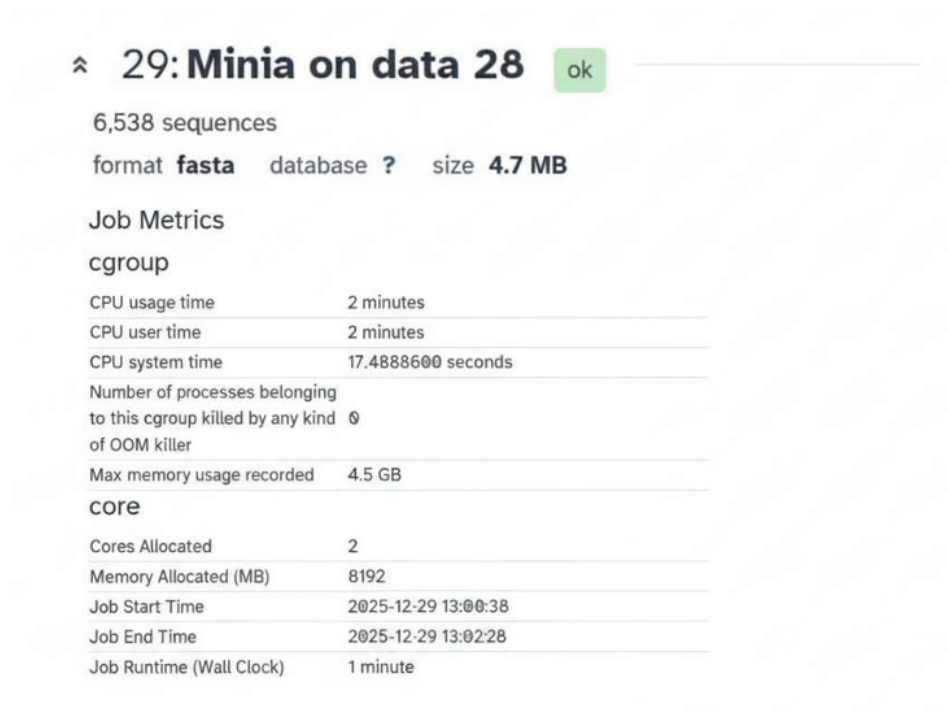 29: Minia on data 28 ok
6,538 sequences
format fasta database ? size 4.7 MB
Job Metrics
cgroup
CPU usage time 2 minutes
CPU user time 2 minutes
CPU system time 17.4888600 seconds
Number of processes belonging
to this cgroup killed by any kind 0
of OOM killer
Max memory usage recorded 4.5 GB
core
Cores Allocated 2
Memory Allocated (MB) 8192
Job Start Time 2025-12-29 13:00:38
Job End Time 2025-12-29 13:02:28
Job Runtime (Wall Clock) 1 minute